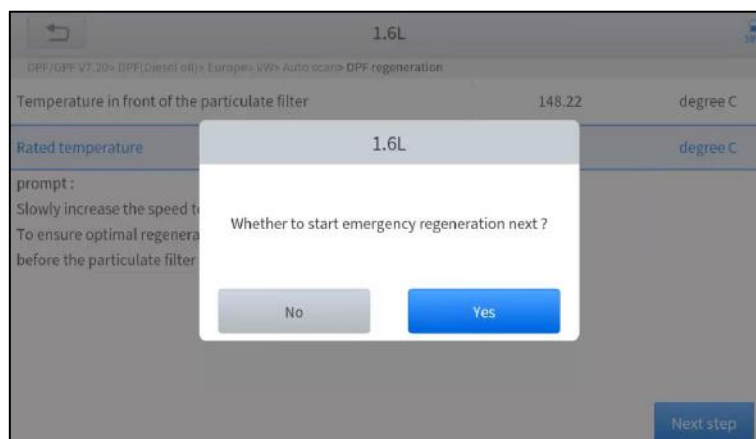 1.6L
DPF/GPF V7.20> DPF(Diesel oil)> Europe> VW> Auto scan> DPF regeneration
Temperature in front of the particulate filter 148.22 degree C
Rated temperature degree C
1.6L
prompt :
Slowly increase the speed
To ensure optimal
before the particulate filter
Whether to start emergency regeneration next ?
No Yes
Next step